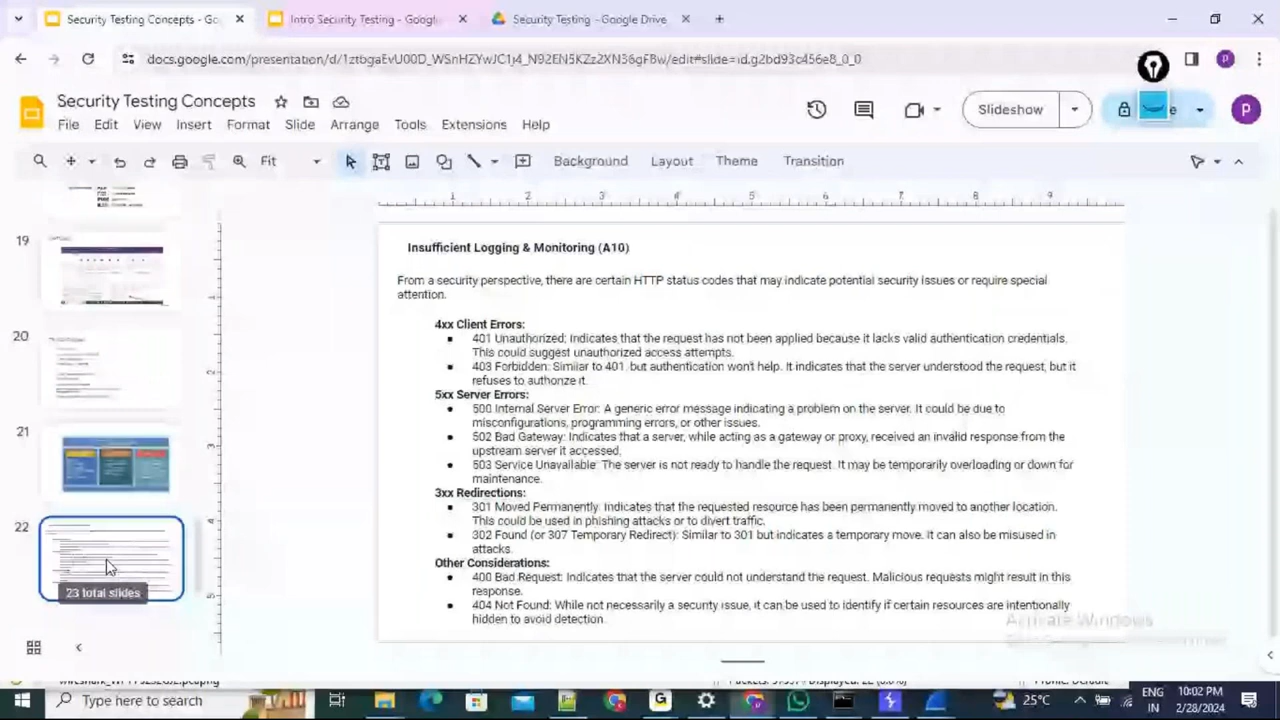 Security Testing Concepts - Go
Intro Security Testing - Google
Security Testing - Google Drive
Security Testing Concepts
File Edit View Insert Format Slide Arrange Tools Extensions Help
Slideshow
P
Fit
Background Layout Theme Transition
19
20
21
22
23 total slides
Insufficient Logging & Monitoring (A10)
From a security perspective, there are certain HTTP status codes that may indicate potential security issues or require special
attention.
4xx Client Errors:
401 Unauthorized: Indicates that the request has not been applied because it lacks valid authentication credentials.
This could suggest unauthorized access attempts.
403 Forbidden: Similar to 401, but authentication won't help. It indicates that the server understood the request, but it
refuses to authorize it.
5xx Server Errors:
500 Internal Server Error: A generic error message indicating a problem on the server. It could be due to
misconfigurations, programming errors, or other issues.
502 Bad Gateway: Indicates that a server, while acting as a gateway or proxy, received an invalid response from the
upstream server it accessed.
503 Service Unavailable: The server is not ready to handle the request. It may be temporarily overloading or down for
maintenance.
3xx Redirections:
301 Moved Permanently: Indicates that the requested resource has been permanently moved to another location.
This could be used in phishing attacks or to divert traffic.
302 Found (or 307 Temporary Redirect): Similar to 301 but indicates a temporary move. It can also be misused in
attacks.
Other Considerations:
400 Bad Request: Indicates that the server could not understand the request. Malicious requests might result in this
response.
404 Not Found: While not necessarily a security issue, it can be used to identify if certain resources are intentionally
hidden to avoid detection.
Activate Windows
Type here to search
25°C
ENG
IN
10:02 PM
2/28/2024